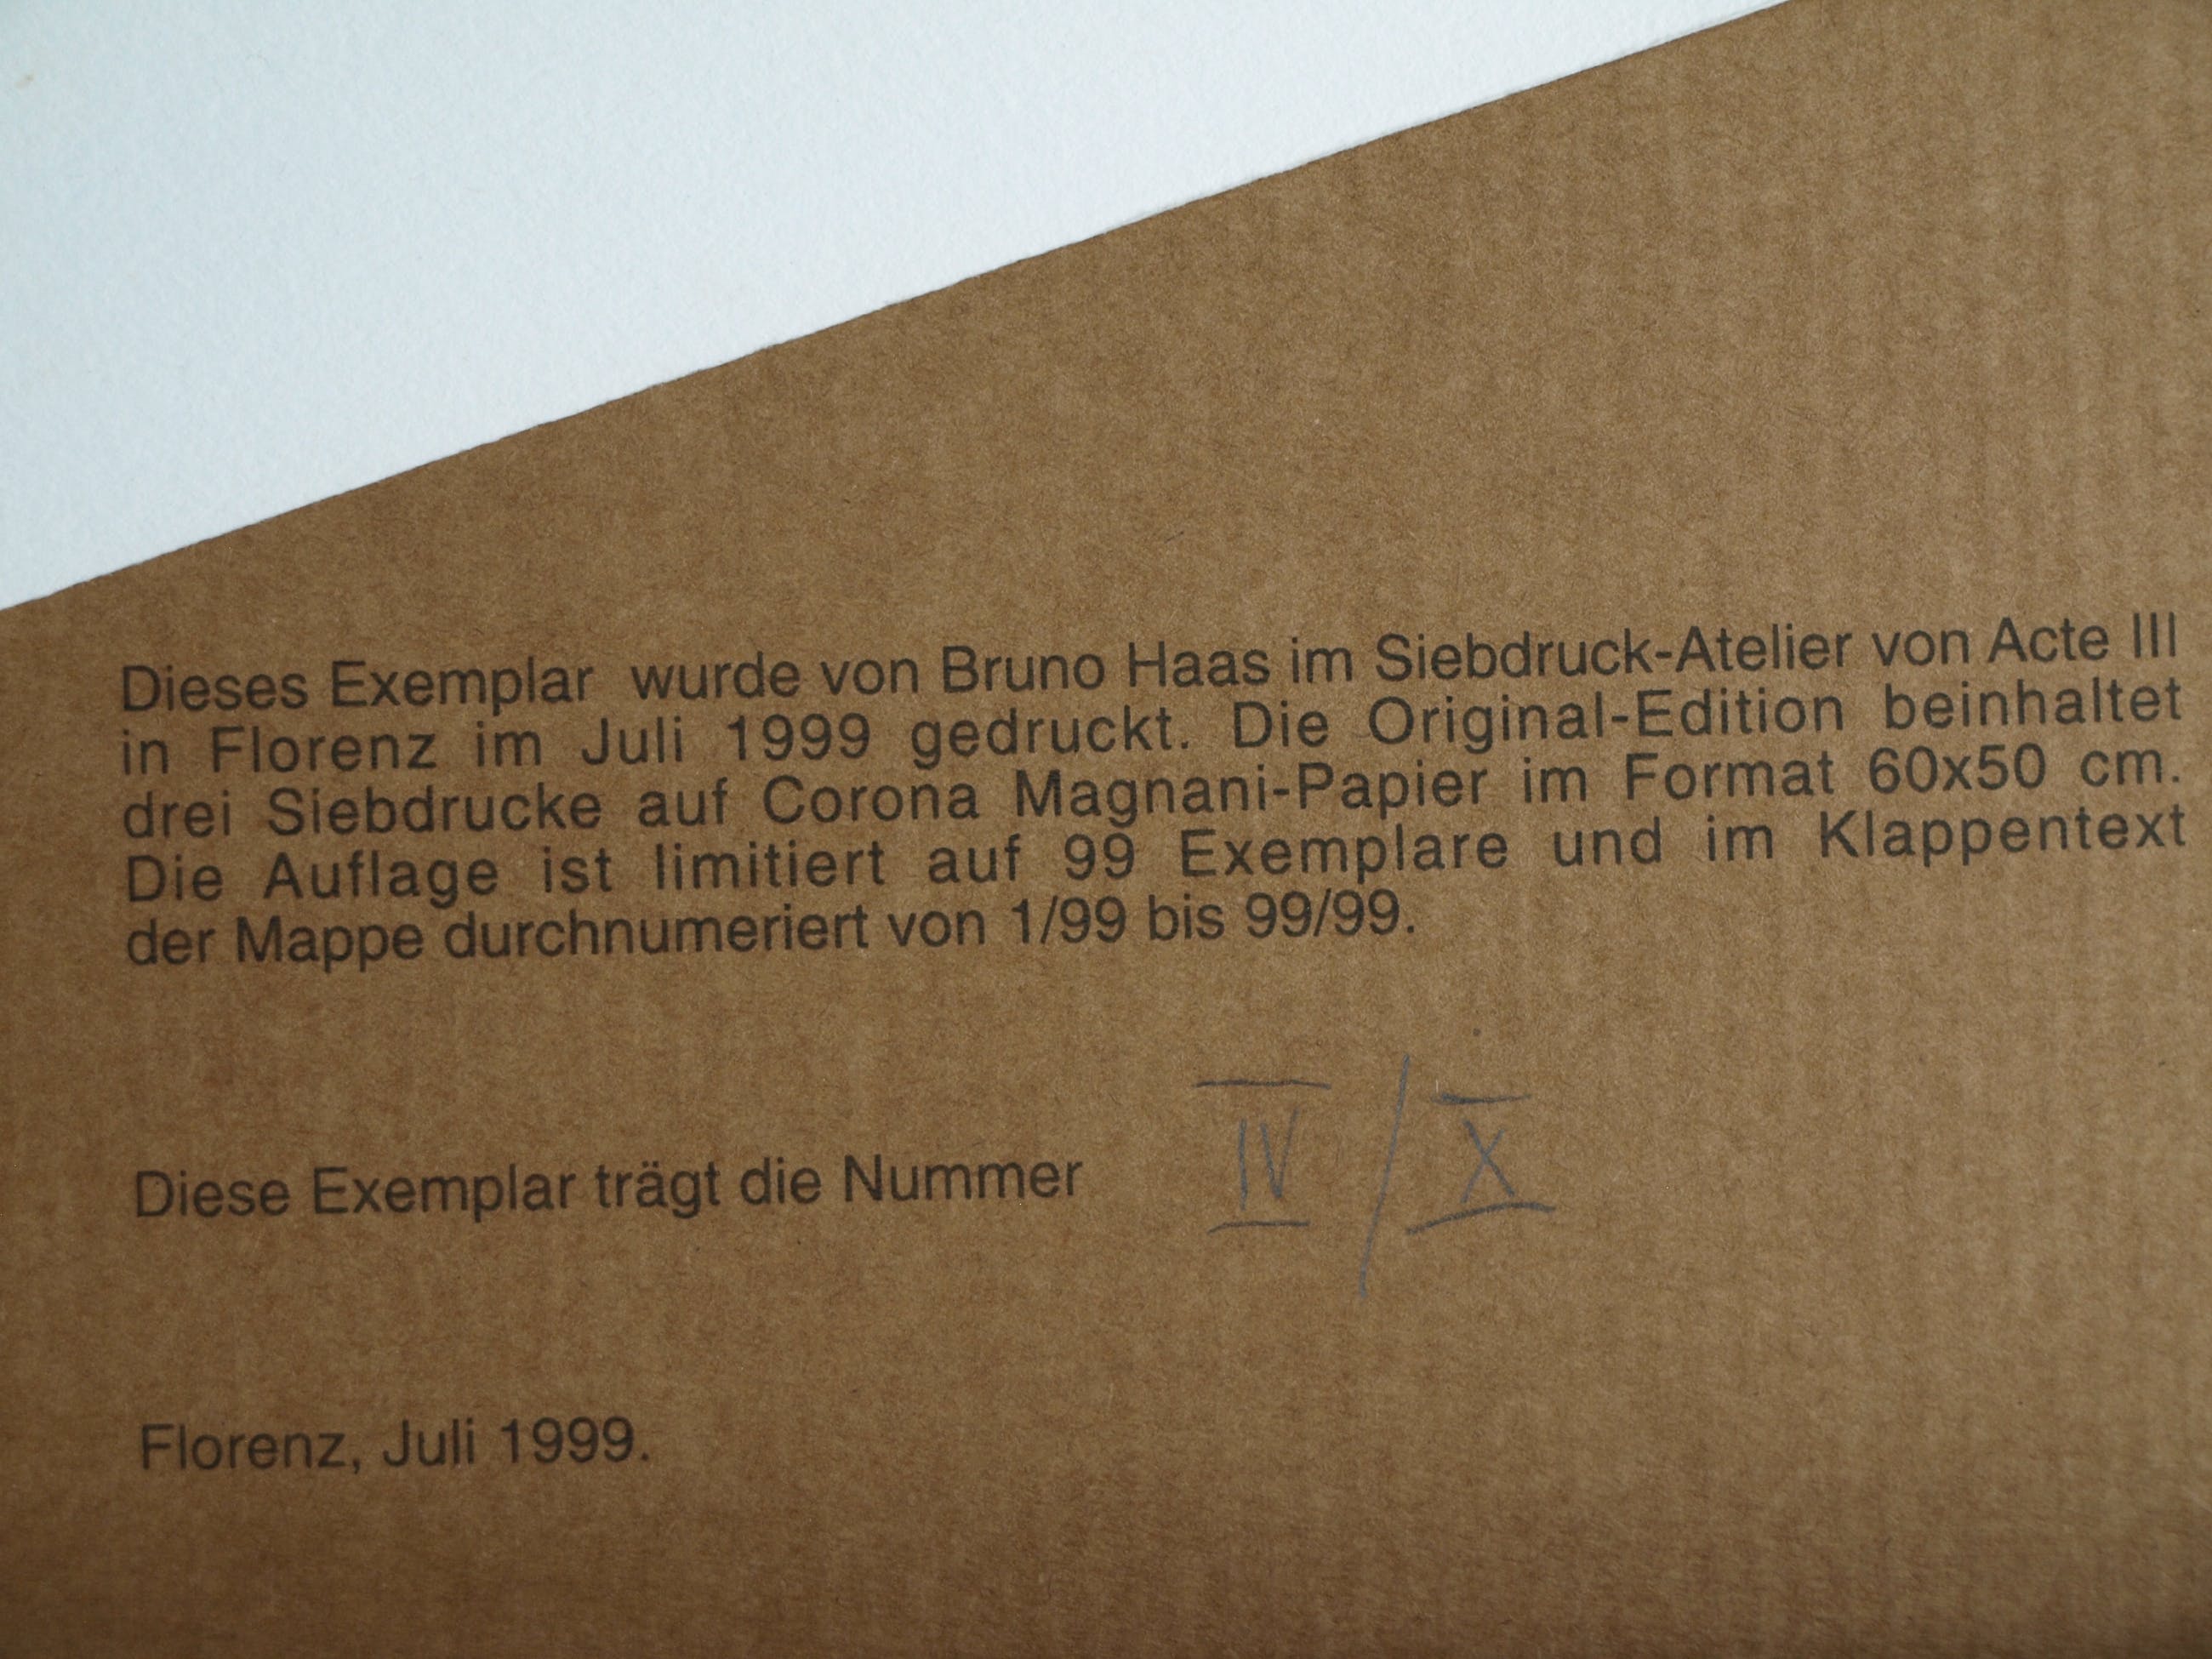 Dieses Exemplar wurde von Bruno Haas im Siebdruck-Atelier von Acte III
in Florenz im Juli 1999 gedruckt. Die Original-Edition beinhaltet
drei Siebdrucke auf Corona Magnani-Papier im Format 60x50 cm.
Die Auflage ist limitiert auf 99 Exemplare und im Klappentext
der Mappe durchnumeriert von 1/99 bis 99/99.
Diese Exemplar trägt die Nummer IV/X
Florenz, Juli 1999.